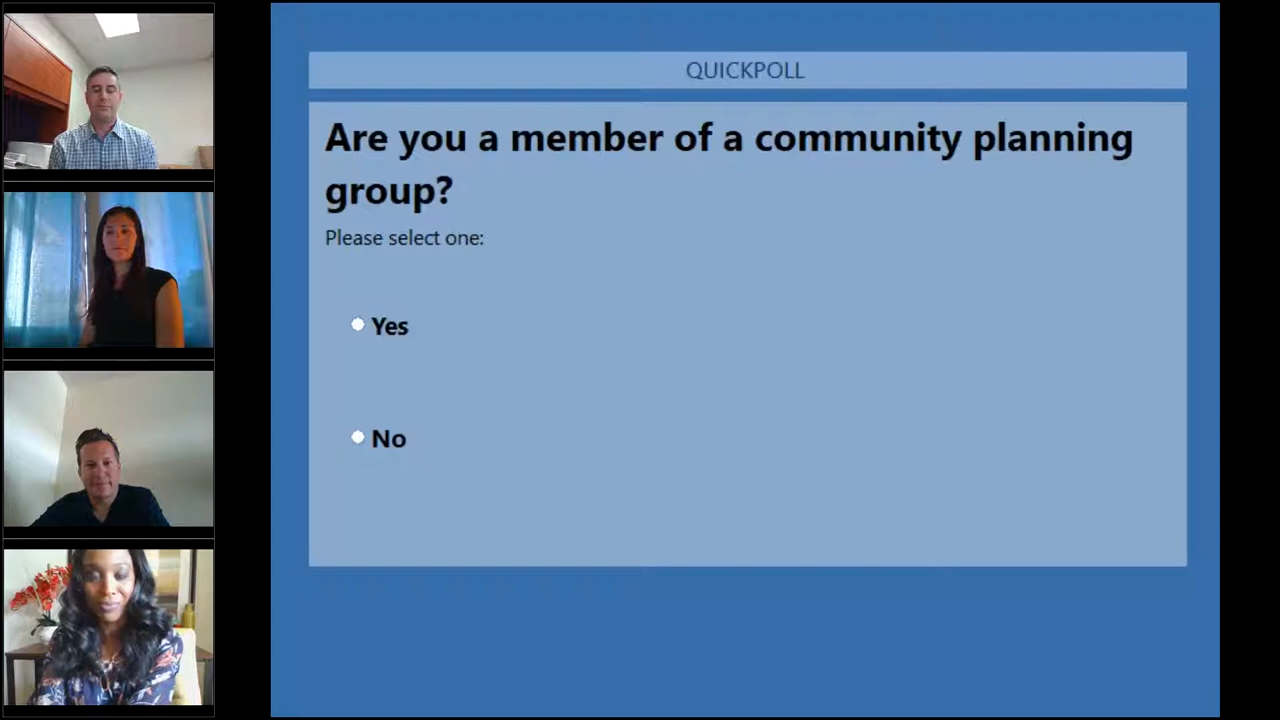 QUICKPOLL
Are you a member of a community planning
group?
Please select one:
Yes
No